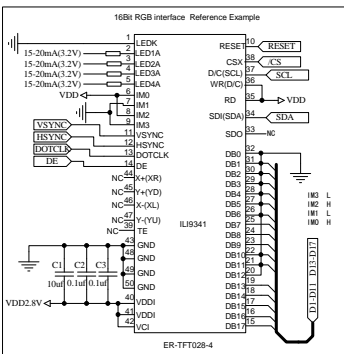 16Bit RGB interface Reference Example
1 LEDK
15-20mA(3.2V) 2 LED1A
15-20mA(3.2V) 3 LED2A
15-20mA(3.2V) 4 LED3A
15-20mA(3.2V) 5 LED4A
VDD 6 IM0
7 IM1
8 IM2
9 IM3
VSYNC 11 VSYNC
HSYNC 12 HSYNC
DOTCLK 13 DOTCLK
DE 14 DE
NC 44 X+(XR)
NC 45 Y+(YD)
NC 46 X-(XL)
NC 47 Y-(YU)
NC 39 TE
43 GND
48 GND
49 GND
50 GND
C1 C2 C3
10uf 0.1uf 0.1uf
VDD2.8V 40 VDDI
41 VDDI
42 VCI
ILI9341
RESET 10 RESET
CSX 38 /CS
D/C(SCL) 37 SCL
WR(D/C) 36
RD 35 VDD
SDI(SDA) 34 SDA
SDO 33 NC
DB0 32
DB1 31
DB2 30
DB3 29
DB4 28
DB5 27
DB6 26
DB7 25
DB8 24
DB9 23
DB10 22
DB11 21
DB12 20
DB13 19
DB14 18
DB15 17
DB16 16
DB17 15
IM3 L
IM2 H
IM1 L
IM0 H
D1-D11 D13-D17
ER-TFT028-4